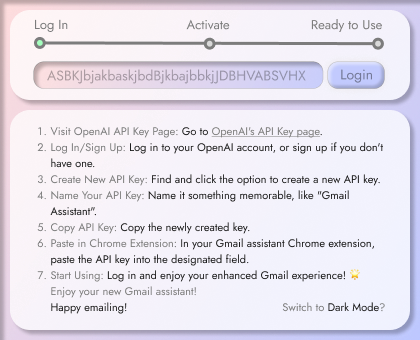 Log In Activate Ready to Use
ASBKJbjakbaskjbdBjkbajbbkjJDBHVABSVHX Login
1. Visit OpenAI API Key Page: Go to OpenAI's API Key page.
2. Log In/Sign Up: Log in to your OpenAI account, or sign up if you don't
have one.
3. Create New API Key: Find and click the option to create a new API key.
4. Name Your API Key: Name it something memorable, like "Gmail
Assistant".
5. Copy API Key: Copy the newly created key.
6. Paste in Chrome Extension: In your Gmail assistant Chrome extension,
paste the API key into the designated field.
7. Start Using: Log in and enjoy your enhanced Gmail experience! 🌟
Enjoy your new Gmail assistant!
Happy emailing! Switch to Dark Mode?